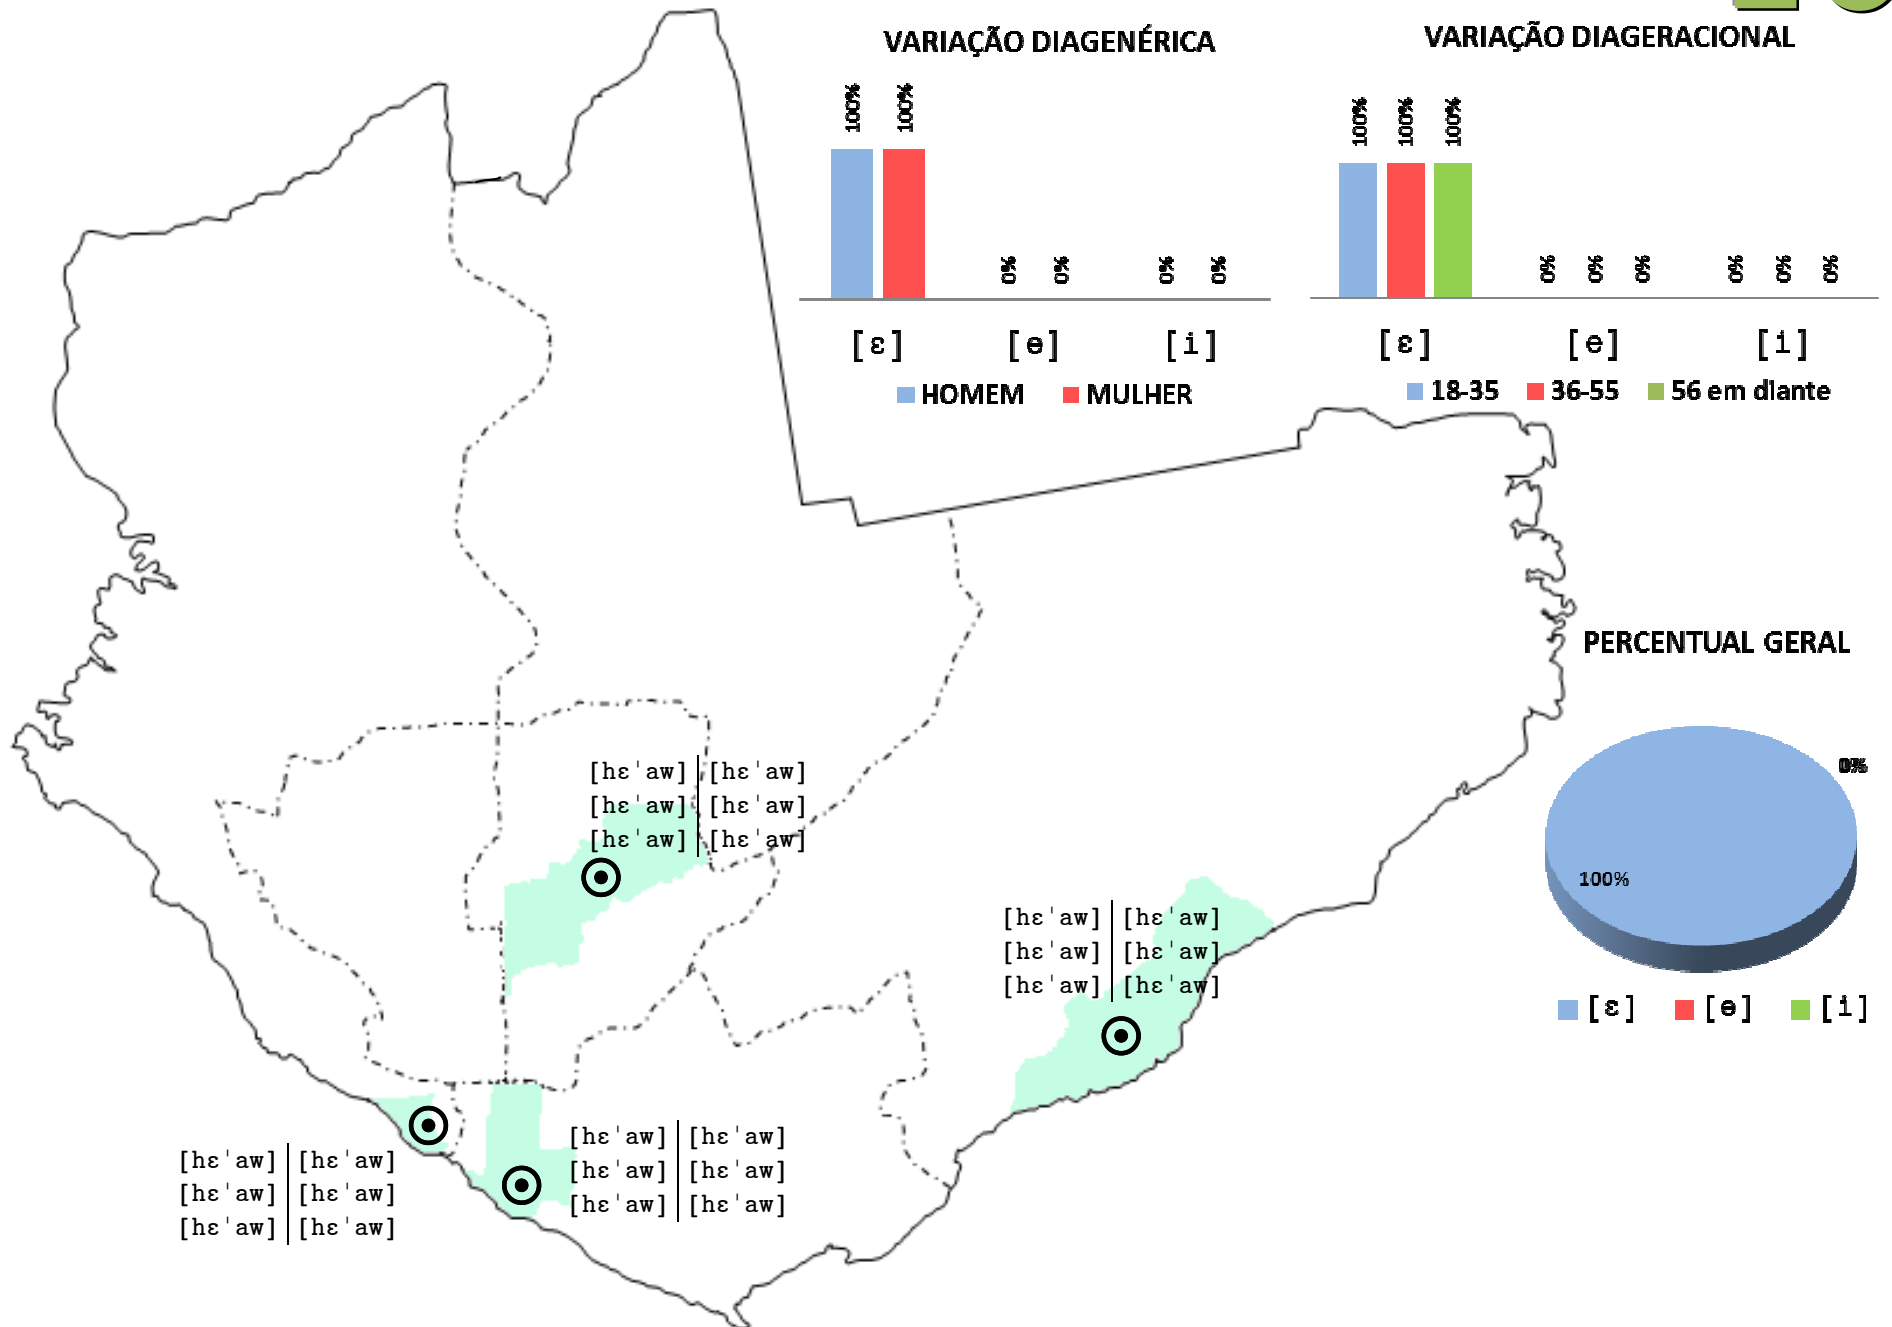 VARIAÇÃO DIAGENÉRICA
100% 100% 0% 0% 0% 0%
[ɛ] [e] [i]
HOMEM MULHER
VARIAÇÃO DIAGERACIONAL
100% 100% 100% 0% 0% 0% 0% 0% 0%
[ɛ] [e] [i]
18-35 36-55 56 em diante
PERCENTUAL GERAL
0%
100%
[ɛ] [e] [i]
[hɛˈaw] [hɛˈaw]
[hɛˈaw] [hɛˈaw]
[hɛˈaw] [hɛˈaw]
[hɛˈaw] [hɛˈaw]
[hɛˈaw] [hɛˈaw]
[hɛˈaw] [hɛˈaw]
[hɛˈaw] [hɛˈaw]
[hɛˈaw] [hɛˈaw]
[hɛˈaw] [hɛˈaw]
[hɛˈaw] [hɛˈaw]
[hɛˈaw] [hɛˈaw]
[hɛˈaw] [hɛˈaw]